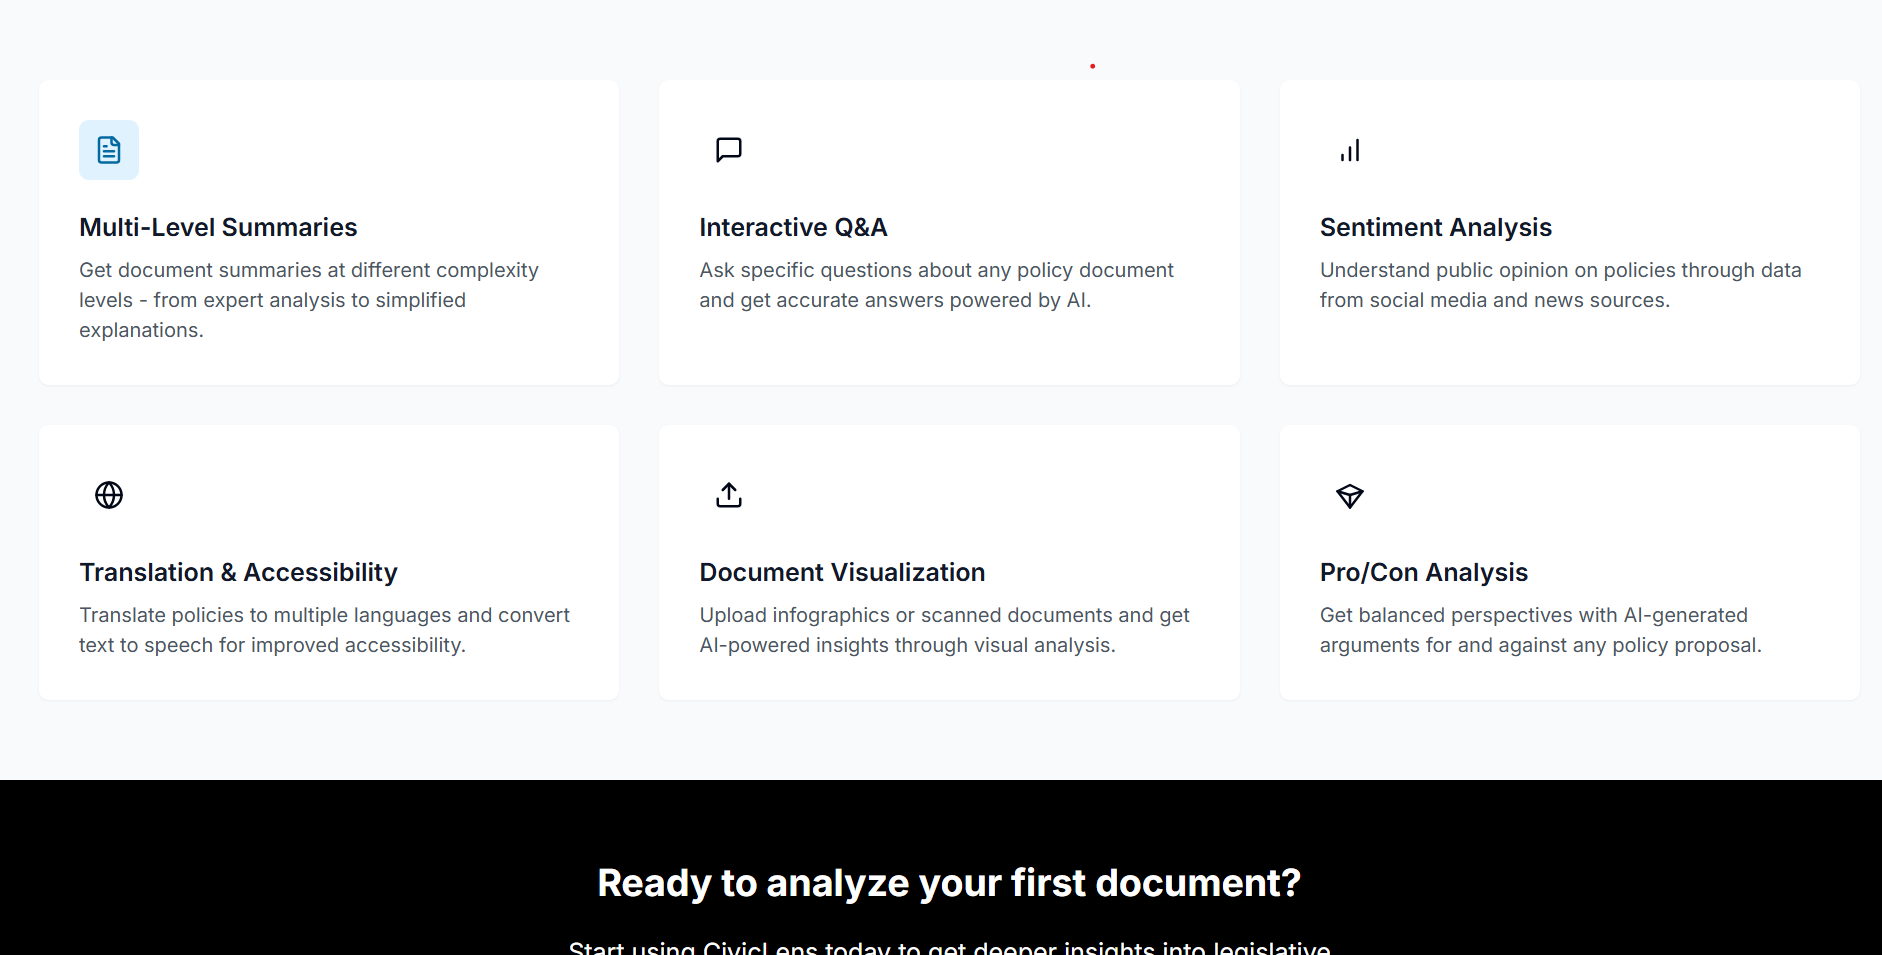 Multi-Level Summaries
Get document summaries at different complexity
levels - from expert analysis to simplified
explanations.
Interactive Q&A
Ask specific questions about any policy document
and get accurate answers powered by AI.
Sentiment Analysis
Understand public opinion on policies through data
from social media and news sources.
Translation & Accessibility
Translate policies to multiple languages and convert
text to speech for improved accessibility.
Document Visualization
Upload infographics or scanned documents and get
AI-powered insights through visual analysis.
Pro/Con Analysis
Get balanced perspectives with AI-generated
arguments for and against any policy proposal.
Ready to analyze your first document?
Start using CivicLens today to get deeper insights into legislative